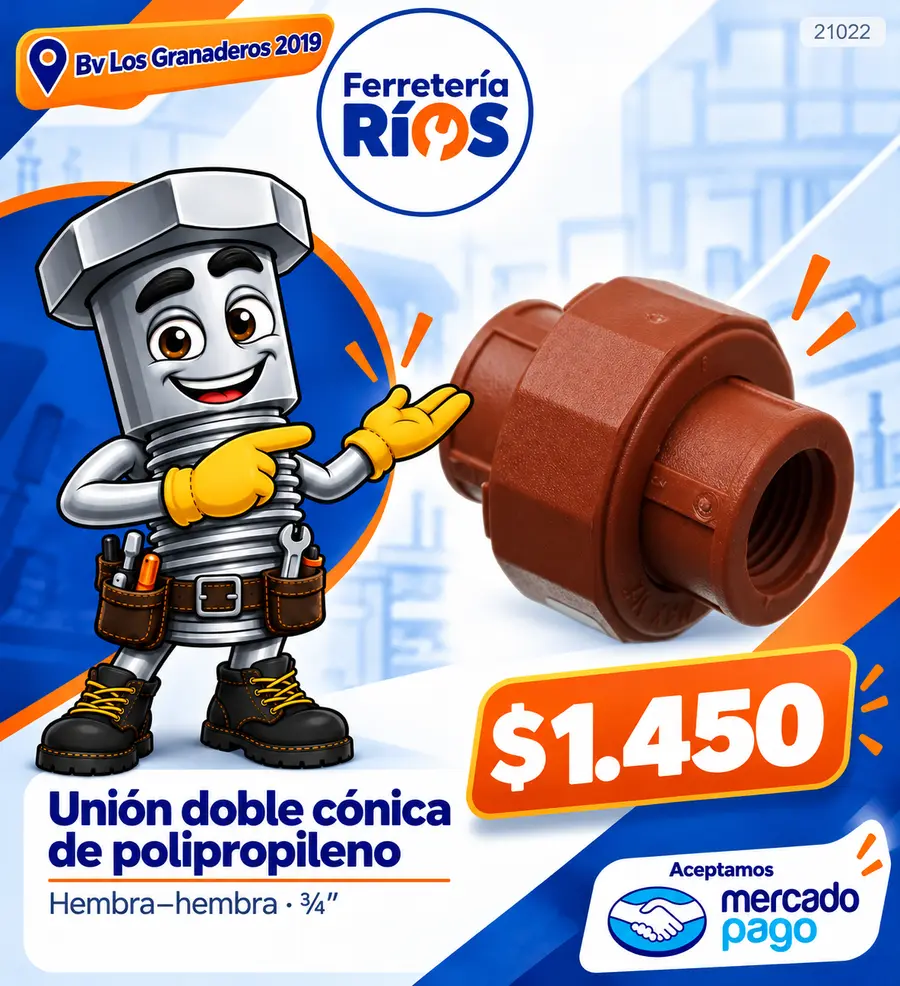 Bv Los Granaderos 2019
Ferretería
Ríos
21022
$1.450
Unión doble cónica
de polipropileno
Hembra–hembra · ¾”
Aceptamos
mercado
pago